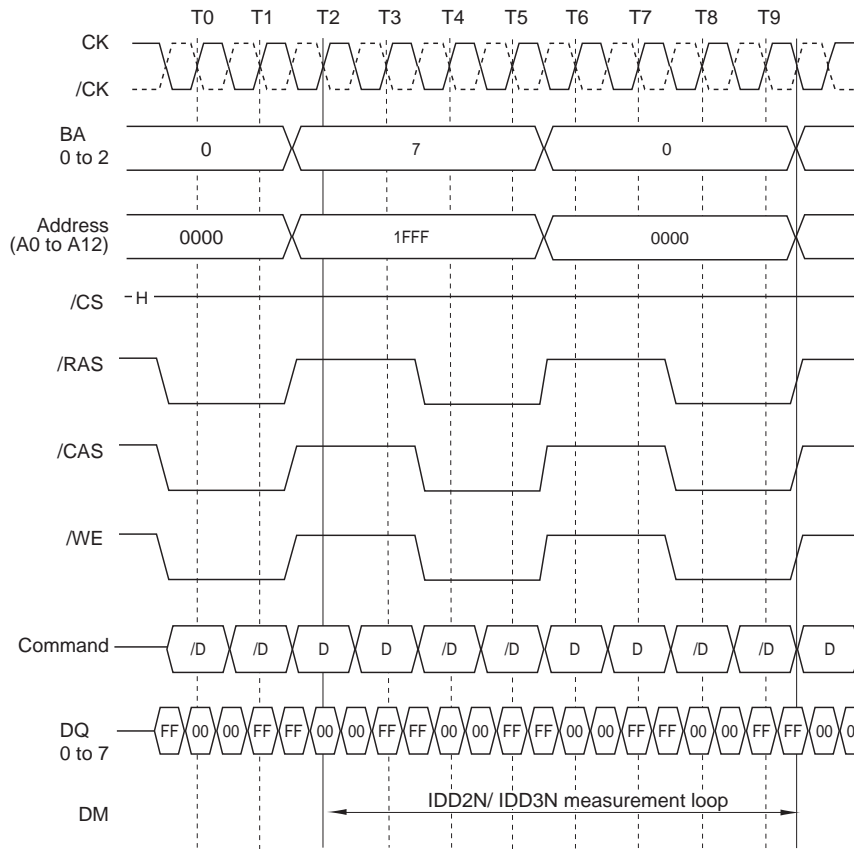 T0 T1 T2 T3 T4 T5 T6 T7 T8 T9
CK
/CK
BA
0 to 2
0 7 0
Address
(A0 to A12)
0000 1FFF 0000
/CS H
/RAS
/CAS
/WE
Command /D /D D D /D /D D D /D /D D
DQ
0 to 7
FF 00 00 FF FF 00 00 FF FF 00 00 FF FF 00 00 FF FF 00 00 FF FF 00 0
DM
IDD2N/ IDD3N measurement loop